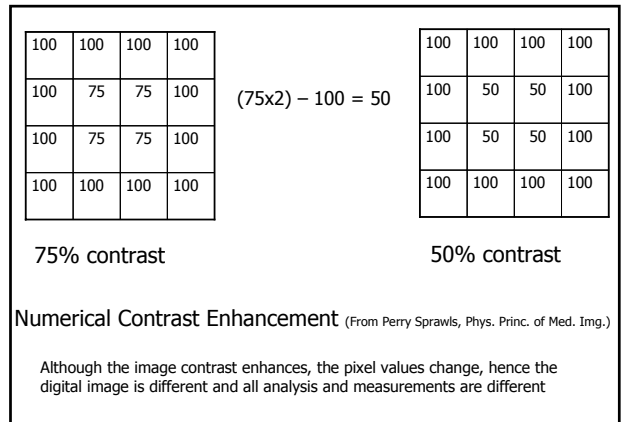 100 100 100 100
100 75 75 100
100 75 75 100
100 100 100 100
(75x2) – 100 = 50
100 100 100 100
100 50 50 100
100 50 50 100
100 100 100 100
75% contrast
50% contrast
Numerical Contrast Enhancement (From Perry Sprawls, Phys. Princ. of Med. Img.)
Although the image contrast enhances, the pixel values change, hence the
digital image is different and all analysis and measurements are different